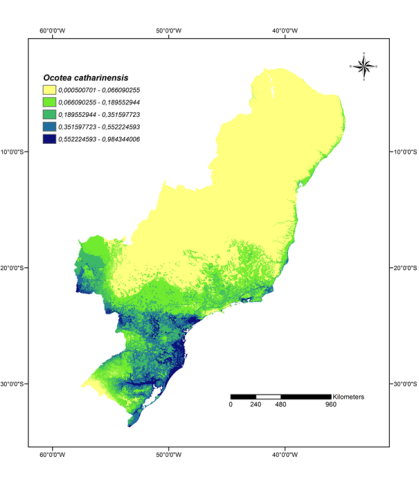 60°0'0"W 50°0'0"W 40°0'0"W
Ocotea catharinensis
0,000500701 - 0,066090255
0,066090255 - 0,189552944
0,189552944 - 0,351597723
0,351597723 - 0,552224593
0,552224593 - 0,984344006
10°0'0"S 10°0'0"S
20°0'0"S 20°0'0"S
30°0'0"S 30°0'0"S
Kilometers
0 240 480 960
60°0'0"W 50°0'0"W 40°0'0"W